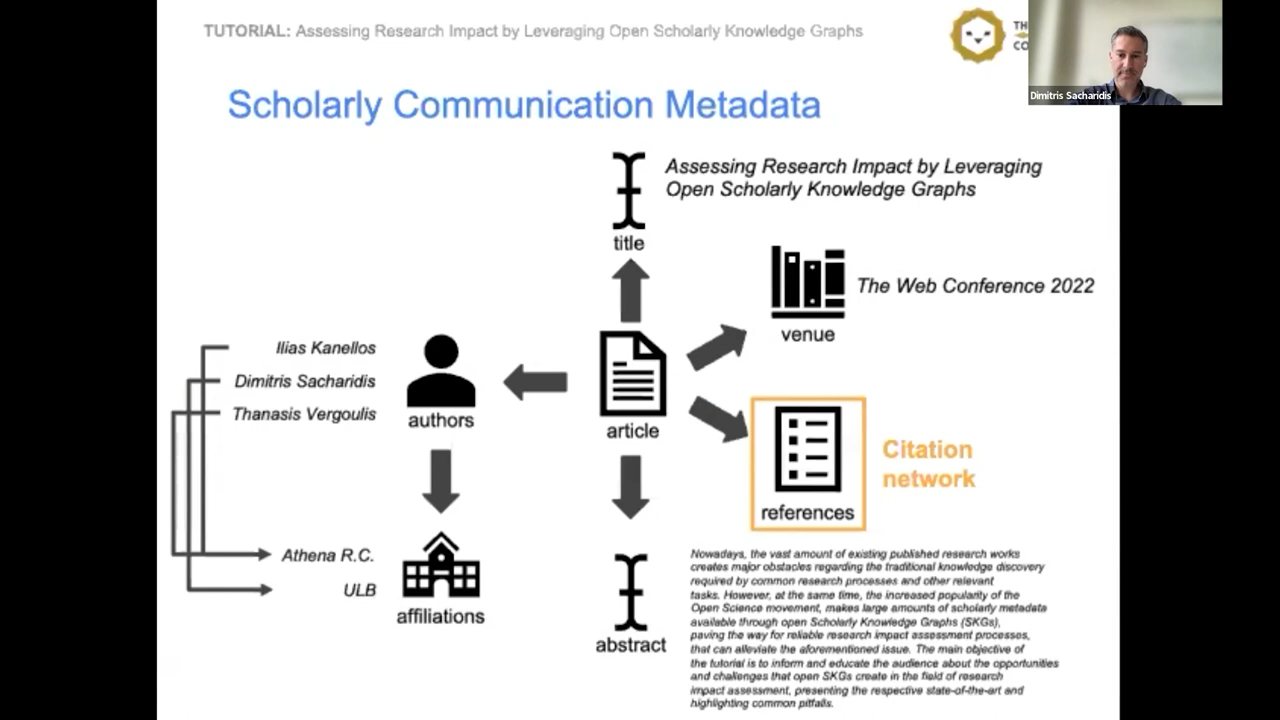 TUTORIAL: Assessing Research Impact by Leveraging Open Scholarly Knowledge Graphs
TH
CO
Dimitris Sacharidis
Scholarly Communication Metadata
Assessing Research Impact by Leveraging
Open Scholarly Knowledge Graphs
title
The Web Conference 2022
venue
Ilias Kanellos
Dimitris Sacharidis
Thanasis Vergoulis
authors
article
Citation
network
references
Athena R.C.
ULB
affiliations
abstract
Nowadays, the vast amount of existing published research works
creates major obstacles regarding the traditional knowledge discovery
required by common research processes and other relevant
tasks. However, at the same time, the increased popularity of the
Open Science movement, makes large amounts of scholarly metadata
available through open Scholarly Knowledge Graphs (SKGs),
paving the way for reliable research impact assessment processes,
that can alleviate the aforementioned issue. The main objective of
the tutorial is to inform and educate the audience about the opportunities
and challenges that open SKGs create in the field of research
impact assessment, presenting the respective state-of-the-art and
highlighting common pitfalls.